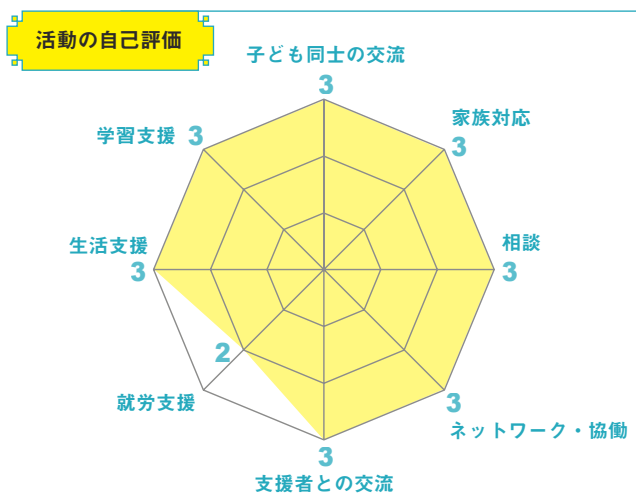 活動の自己評価
子ども同士の交流
3
家族対応
3
相談
3
3
ネットワーク・協働
3
支援者との交流
2
就労支援
生活支援
3
学習支援
3